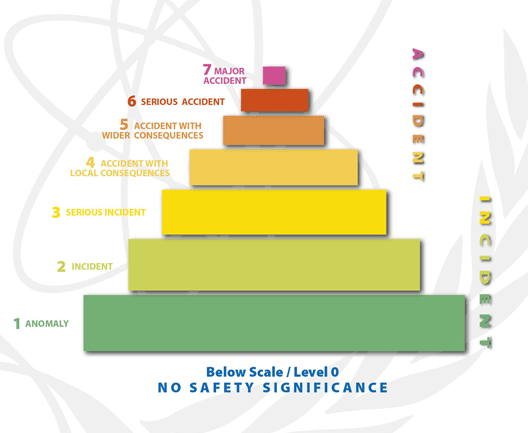 7 MAJOR
ACCIDENT
6 SERIOUS ACCIDENT
5 ACCIDENT WITH
WIDER CONSEQUENCES
4 ACCIDENT WITH
LOCAL CONSEQUENCES
3 SERIOUS INCIDENT
2 INCIDENT
1 ANOMALY
ACCIDENT
INCIDENT
Below Scale / Level 0
NO SAFETY SIGNIFICANCE